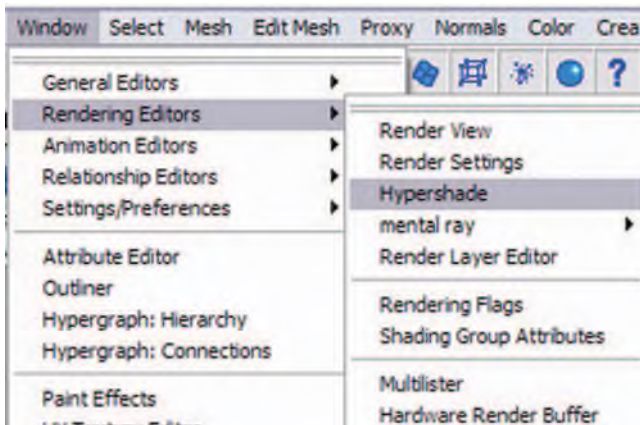 Window Select Mesh Edit Mesh Proxy Normals Color Crea
?
General Editors
Rendering Editors
Animation Editors
Relationship Editors
Settings/Preferences
Attribute Editor
Outliner
Hypergraph: Hierarchy
Hypergraph: Connections
Paint Effects
Render View
Render Settings
Hypershade
mental ray
Render Layer Editor
Rendering Flags
Shading Group Attributes
Multilister
Hardware Render Buffer